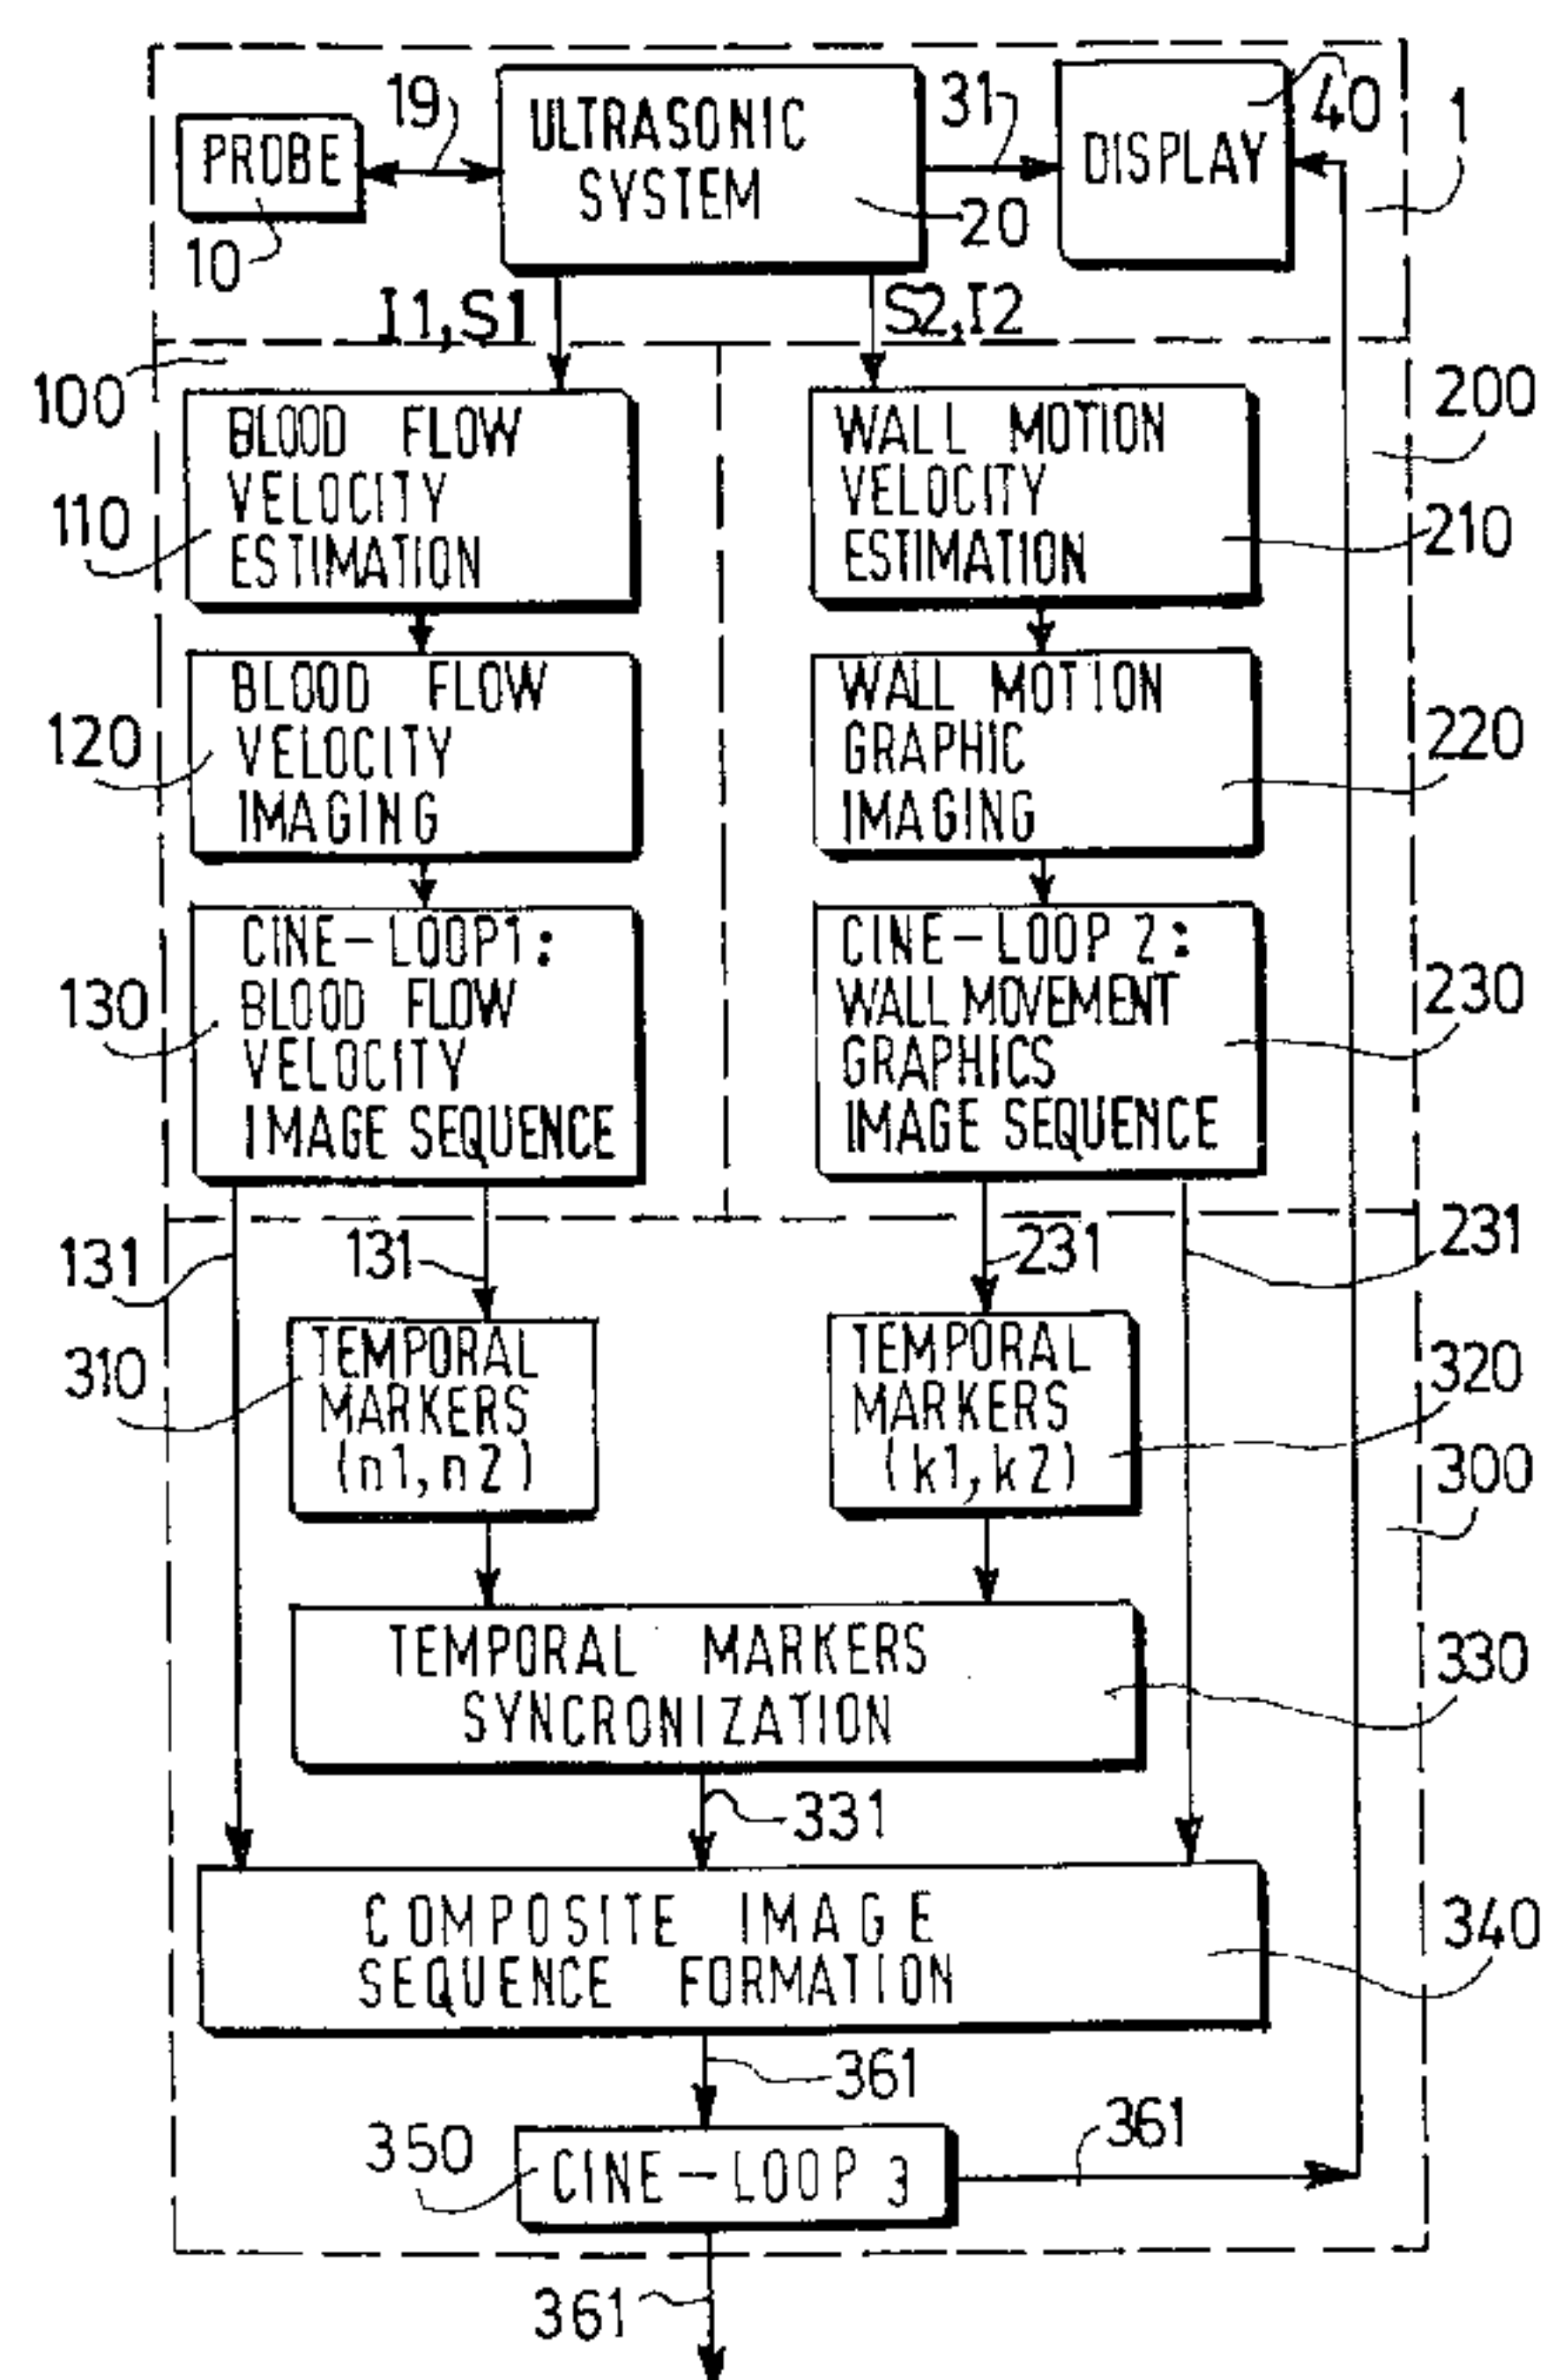 PROBE
19
ULTRASONIC
SYSTEM
31
DISPLAY
40
1
10
20
I1,S1
S2,I2
100
200
BLOOD FLOW
VELOCITY
ESTIMATION
110
WALL MOTION
VELOCITY
ESTIMATION
210
BLOOD FLOW
VELOCITY
IMAGING
120
WALL MOTION
GRAPHIC
IMAGING
220
CINE-LOOP1:
BLOOD FLOW
VELOCITY
IMAGE SEQUENCE
130
CINE-LOOP 2:
WALL MOVEMENT
GRAPHICS
IMAGE SEQUENCE
230
131
131
231
231
310
TEMPORAL
MARKERS
(n1,n2)
TEMPORAL
MARKERS
(k1,k2)
320
300
TEMPORAL MARKERS
SYNCRONIZATION
330
331
COMPOSITE IMAGE
SEQUENCE FORMATION
340
361
350
CINE-LOOP 3
361
361